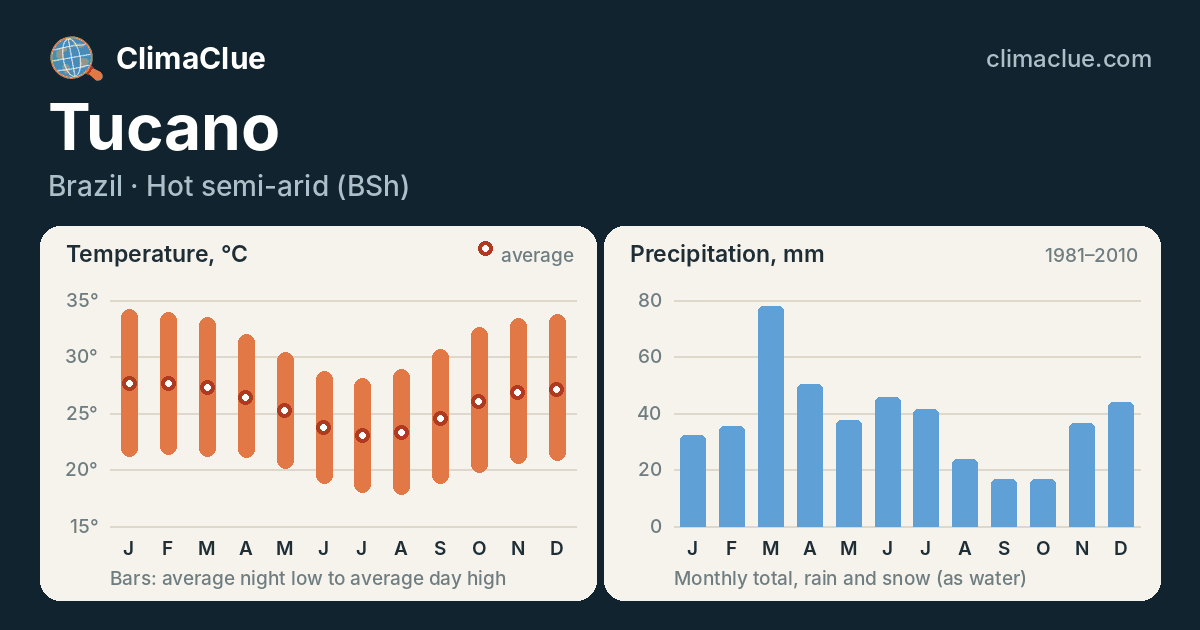 ClimaClue
climaclue.com
Tucano
Brazil · Hot semi-arid (BSh)
Temperature, °C
average
35°
30°
25°
20°
15°
J F M A M J J A S O N D
Bars: average night low to average day high
Precipitation, mm
1981–2010
80
60
40
20
0
J F M A M J J A S O N D
Monthly total, rain and snow (as water)